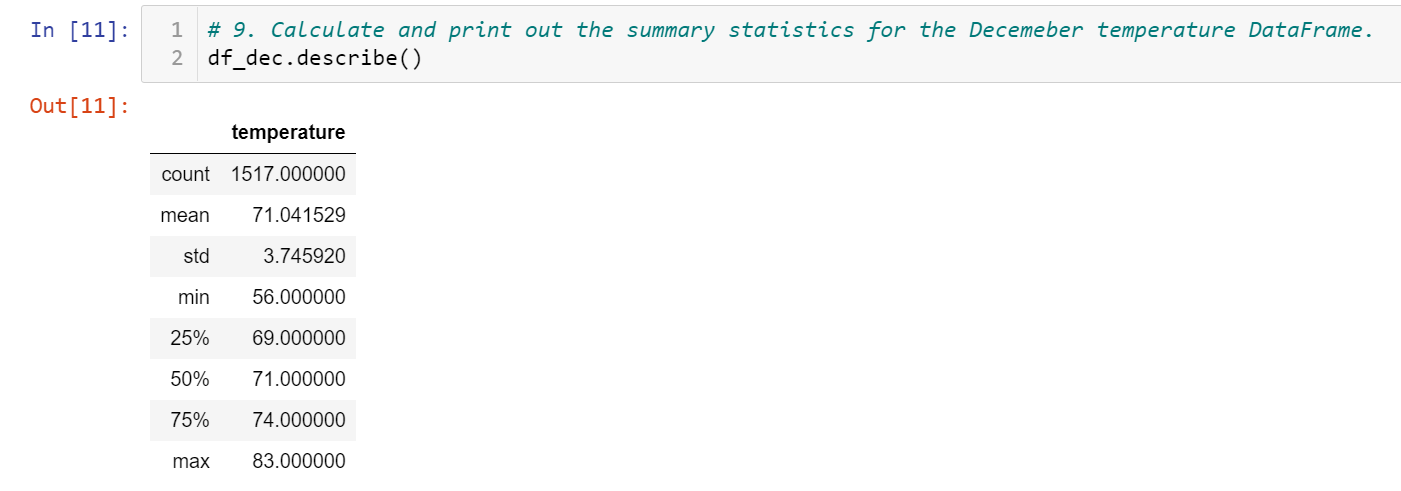 In [11]: 1 # 9. Calculate and print out the summary statistics for the Decemeber temperature DataFrame.
2 df_dec.describe()
Out[11]:
temperature
count 1517.000000
mean 71.041529
std 3.745920
min 56.000000
25% 69.000000
50% 71.000000
75% 74.000000
max 83.000000